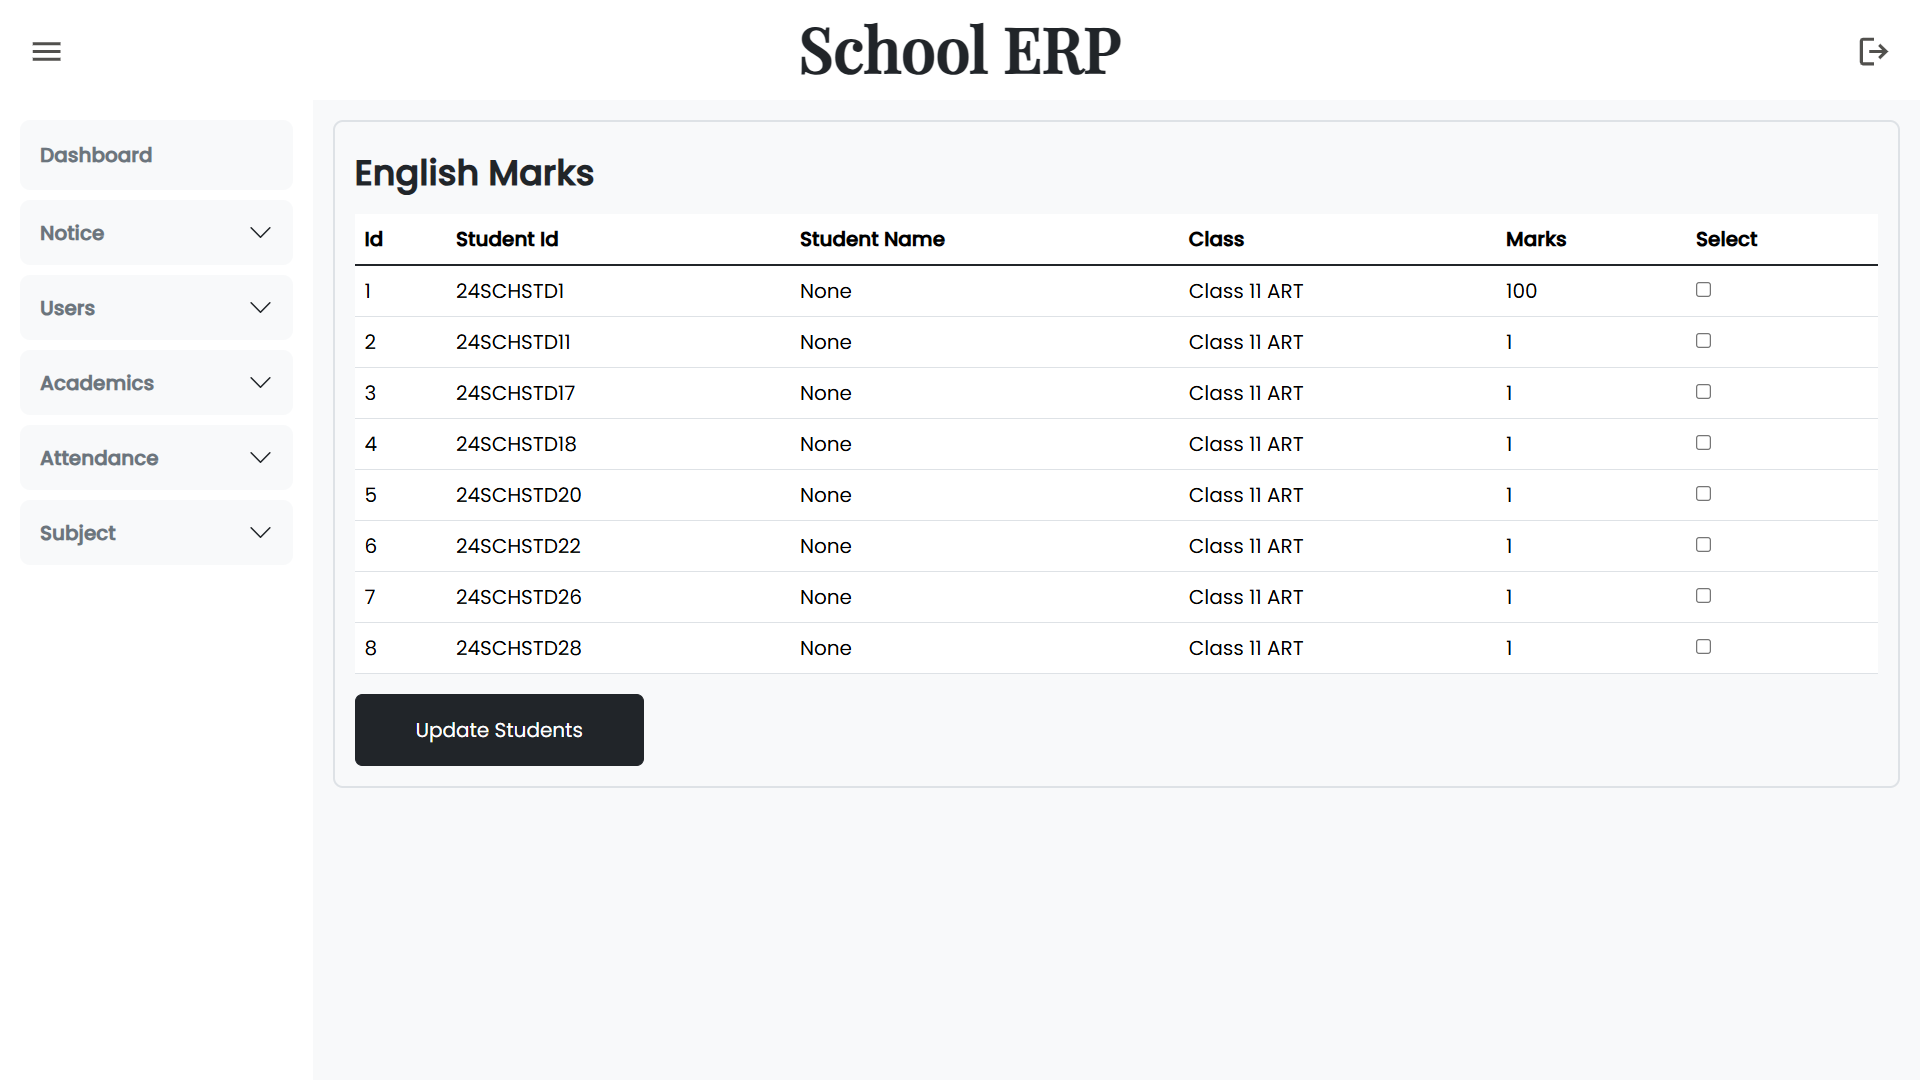 School ERP
Dashboard
Notice
Users
Academics
Attendance
Subject
English Marks
Id Student Id Student Name Class Marks Select
1 24SCHSTD1 None Class 11 ART 100
2 24SCHSTD11 None Class 11 ART 1
3 24SCHSTD17 None Class 11 ART 1
4 24SCHSTD18 None Class 11 ART 1
5 24SCHSTD20 None Class 11 ART 1
6 24SCHSTD22 None Class 11 ART 1
7 24SCHSTD26 None Class 11 ART 1
8 24SCHSTD28 None Class 11 ART 1
Update Students